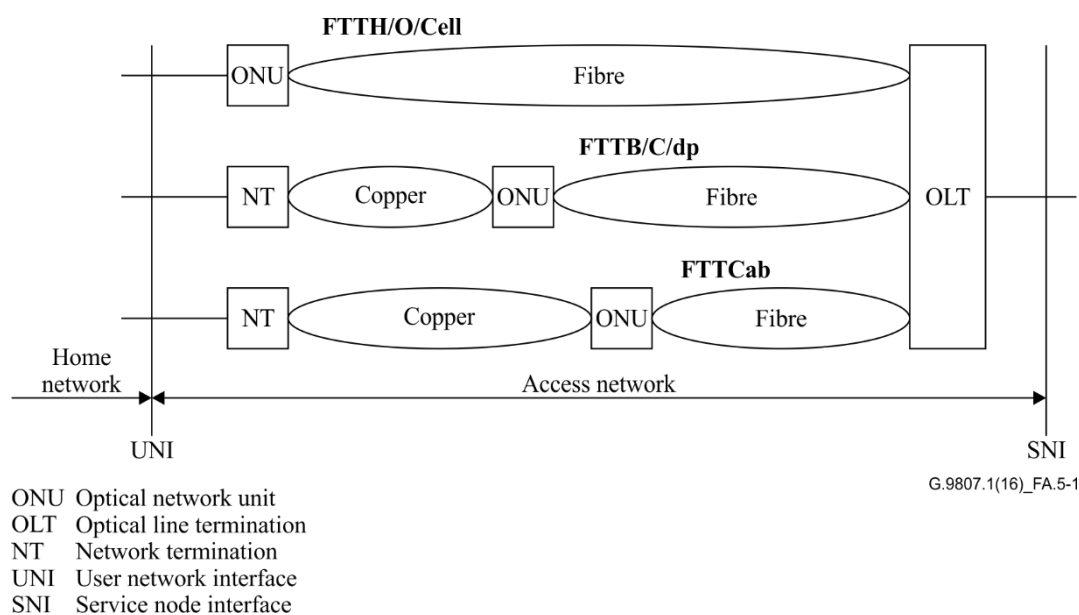 FTTH/O/Cell
ONU
Fibre
FTTB/C/dp
NT
Copper
ONU
Fibre
OLT
FTTCab
NT
Copper
ONU
Fibre
Home
network
Access network
UNI
SNI
G.9807.1(16)_FA.5-1
ONU Optical network unit
OLT Optical line termination
NT Network termination
UNI User network interface
SNI Service node interface